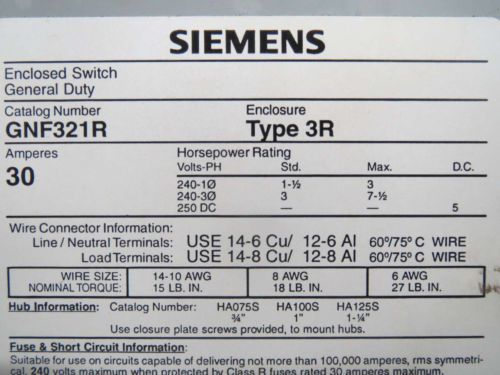 SIEMENS
Enclosed Switch
General Duty
Catalog Number Enclosure
GNF321R Type 3R
Amperes Horsepower Rating
30 Volts-PH Std. Max. D.C.
240-1Ø 1-½ 3
240-3Ø 3 7-½
250 DC — — 5
Wire Connector Information:
Line / Neutral Terminals: USE 14-6 Cu/ 12-6 Al 60°/75° C WIRE
Load Terminals: USE 14-8 Cu/ 12-8 Al 60°/75° C WIRE
WIRE SIZE: 14-10 AWG 8 AWG 6 AWG
NOMINAL TORQUE: 15 LB. IN. 18 LB. IN. 27 LB. IN.
Hub Information: Catalog Number: HA075S HA100S HA125S
¾" 1" 1-¼"
Use closure plate screws provided, to mount hubs.
Fuse & Short Circuit Information:
Suitable for use on circuits capable of delivering not more than 100,000 amperes, rms symmetri-
cal, 240 volts maximum when protected by Class R fuses rated 30 amperes maximum.